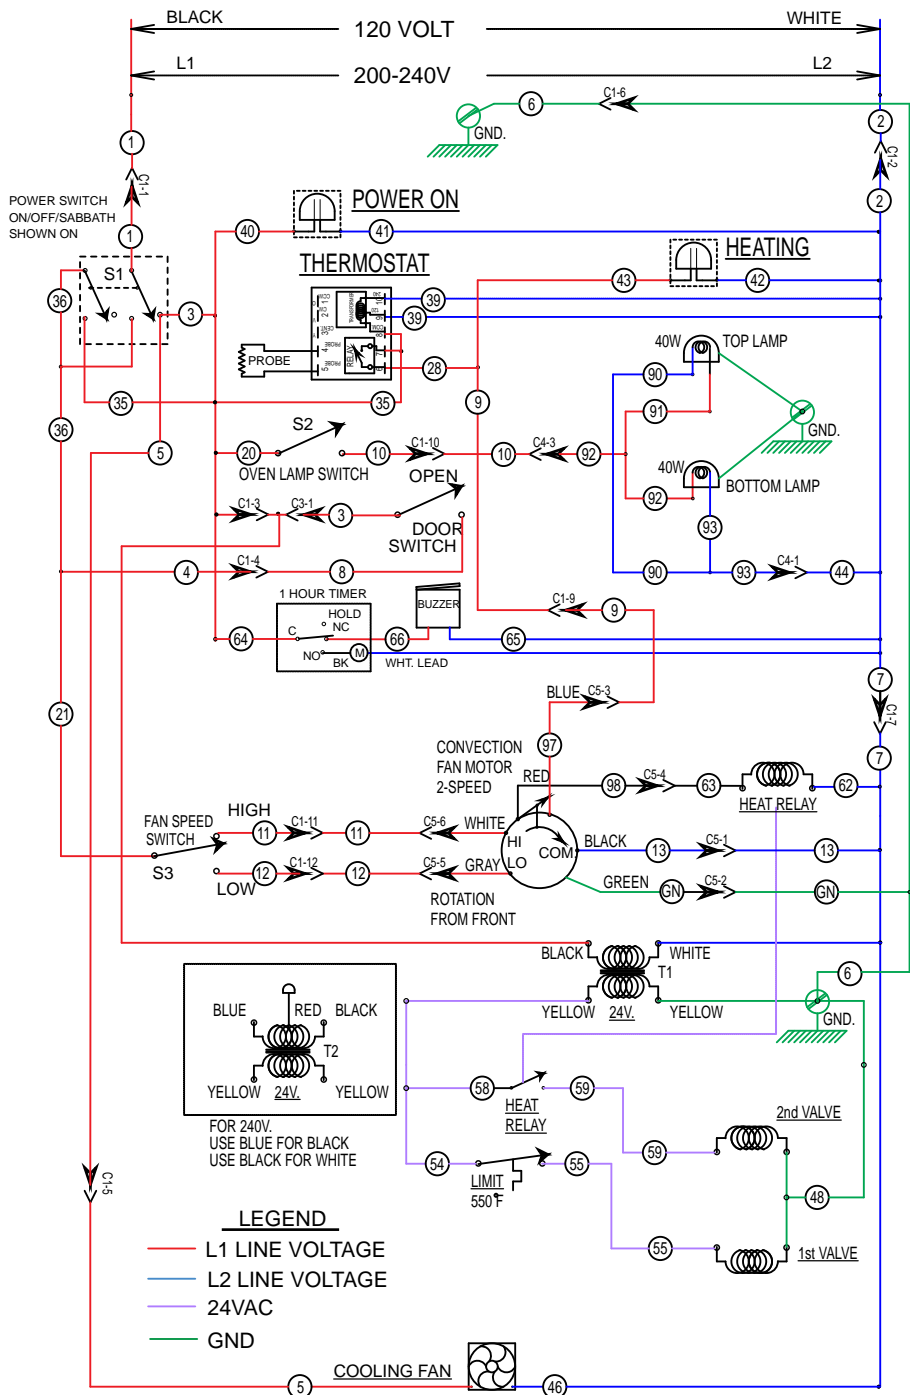 BLACK
WHITE
120 VOLT
L1
L2
200-240V
6
C1-6
GND.
1
2
C1-1
C1-2
POWER SWITCH
ON/OFF/SABBATH
SHOWN ON
1
2
POWER ON
40
41
HEATING
S1
THERMOSTAT
43
42
36
3
39
39
PROBE
RELAY
TRANSFORMER
28
40W
TOP LAMP
90
91
GND.
35
35
9
36
5
S2
20
10
C1-10
10
C4-3
92
OVEN LAMP SWITCH
OPEN
40W
BOTTOM LAMP
92
C1-3
C3-1
3
DOOR
SWITCH
93
4
C1-4
8
90
93
C4-1
44
1 HOUR TIMER
HOLD
NC
C
NO
BK
M
BUZZER
C1-9
9
64
66
65
WHT. LEAD
7
C1-7
7
21
BLUE
C5-3
97
CONVECTION
FAN MOTOR
2-SPEED
RED
98
C5-4
63
62
HEAT RELAY
FAN SPEED
SWITCH
HIGH
11
C1-11
11
C5-6
WHITE
HI
LO
COM
BLACK
13
C5-1
13
S3
LOW
12
C1-12
12
C5-5
GRAY
GREEN
GN
C5-2
GN
ROTATION
FROM FRONT
BLACK
WHITE
T1
YELLOW
24V.
YELLOW
6
GND.
BLUE
RED
BLACK
T2
YELLOW
24V.
YELLOW
FOR 240V.
USE BLUE FOR BLACK
USE BLACK FOR WHITE
58
59
HEAT
RELAY
2nd VALVE
59
54
55
LIMIT
550°F
48
55
1st VALVE
C1-5
LEGEND
L1 LINE VOLTAGE
L2 LINE VOLTAGE
24VAC
GND
COOLING FAN
5
46